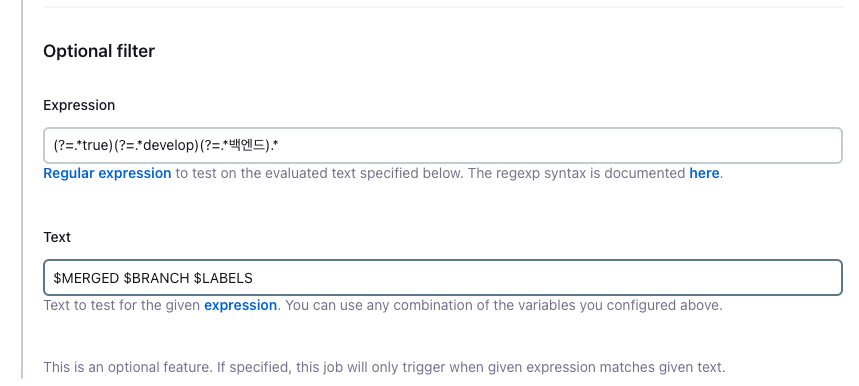 Optional filter
Expression
(?=.*true)(?=.*develop)(?=.*백엔드).*
Regular expression to test on the evaluated text specified below. The regexp syntax is documented here.
Text
$MERGED $BRANCH $LABELS
Text to test for the given expression. You can use any combination of the variables you configured above.
This is an optional feature. If specified, this job will only trigger when given expression matches given text.